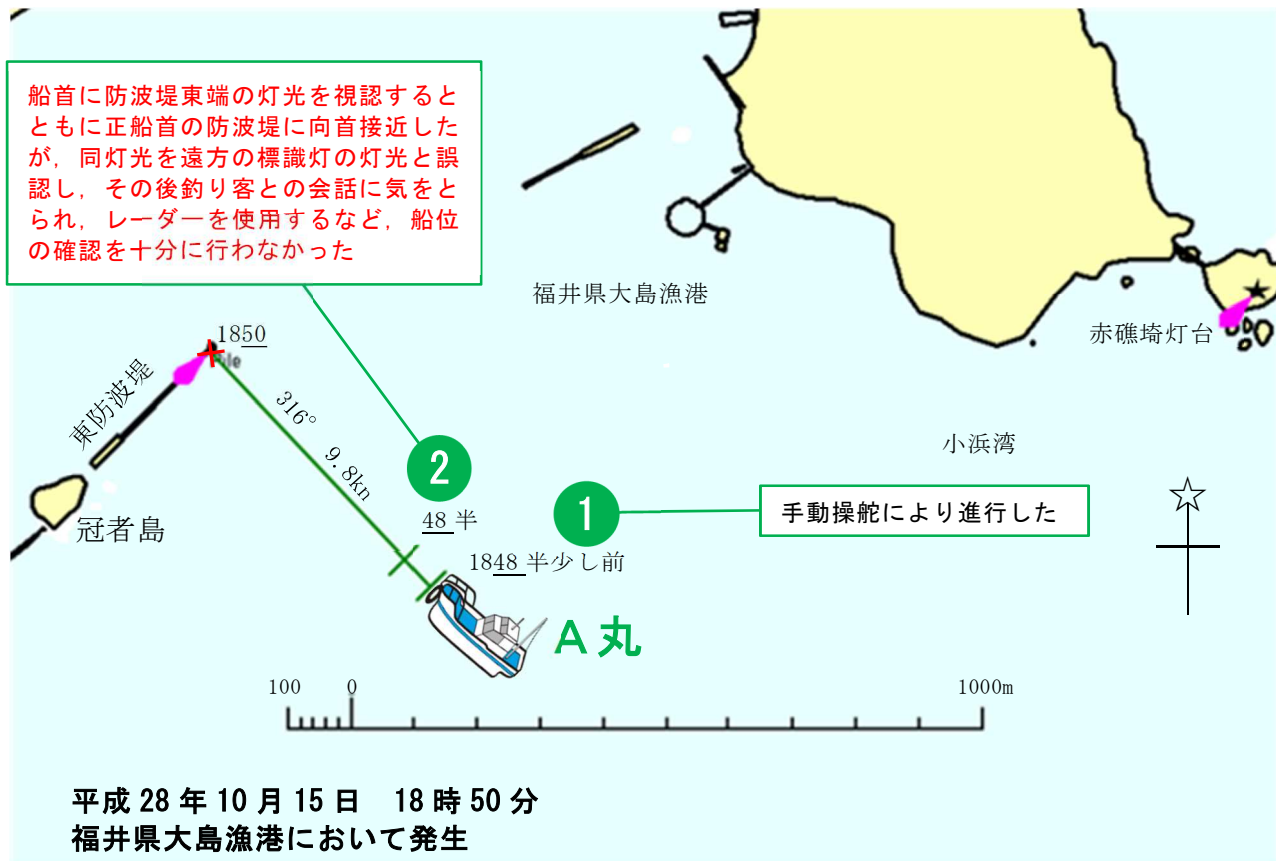 船首に防波堤東端の灯光を視認すると
ともに正船首の防波堤に向首接近した
が，同灯光を遠方の標識灯の灯光と誤
認し，その後釣り客との会話に気をと
られ，レーダーを使用するなど，船位
の確認を十分に行わなかった
福井県大島漁港
赤礁埼灯台
1850
東防波堤
316° 9.8kn
小浜湾
2
1
手動操舵により進行した
冠者島
48半
1848半少し前
A丸
100 0 1000m
平成28年10月15日 18時50分
福井県大島漁港において発生